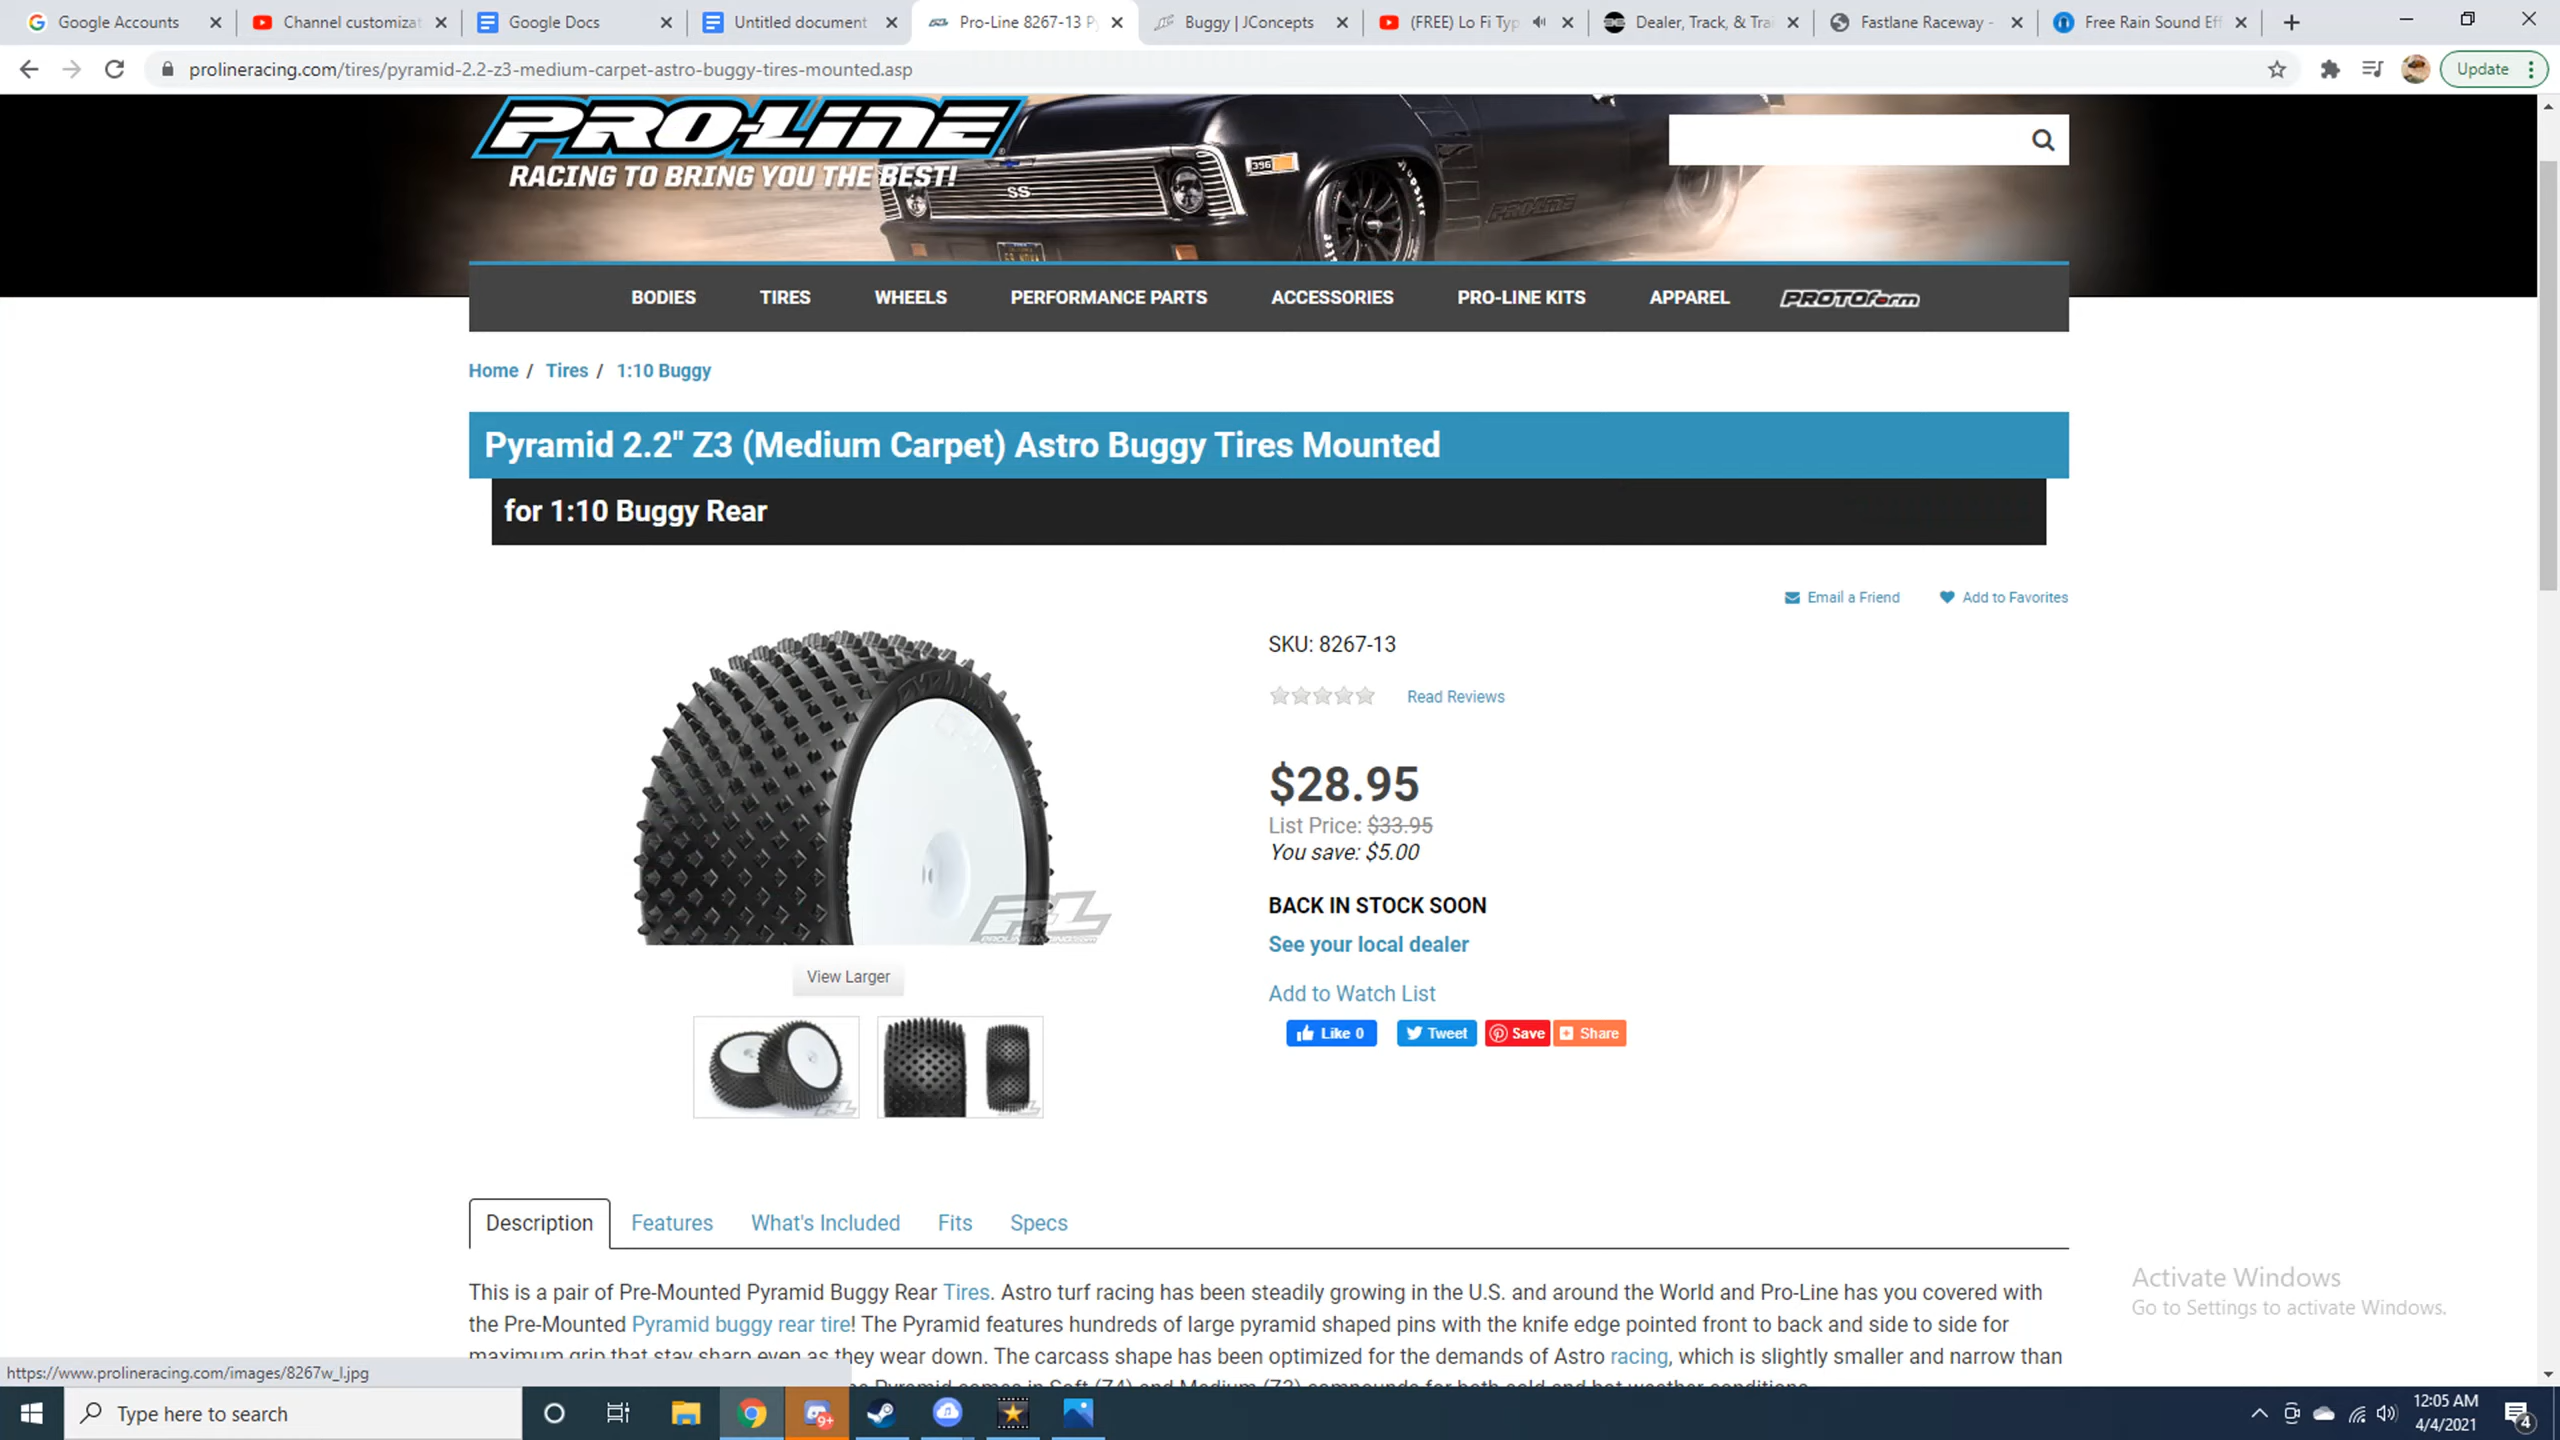 Google Accounts
Channel customizat
Google Docs
Untitled document
Pro-Line 8267-13 P
Buggy | JConcepts
(FREE) Lo Fi Typ
Dealer, Track, & Tra
Fastlane Raceway -
Free Rain Sound Eff
prolineracing.com/tires/pyramid-2.2-z3-medium-carpet-astro-buggy-tires-mounted.asp
Update
PRO-LINE
RACING TO BRING YOU THE BEST!
396
SS
PRO-LINE
BODIES
TIRES
WHEELS
PERFORMANCE PARTS
ACCESSORIES
PRO-LINE KITS
APPAREL
PROTOform
Home / Tires / 1:10 Buggy
Pyramid 2.2" Z3 (Medium Carpet) Astro Buggy Tires Mounted
for 1:10 Buggy Rear
Email a Friend
Add to Favorites
SKU: 8267-13
Read Reviews
$28.95
List Price: $33.95
You save: $5.00
BACK IN STOCK SOON
See your local dealer
Add to Watch List
Like 0
Tweet
Save
Share
PYRAMID
PL
PROLINERACING.com
View Larger
Description
Features
What's Included
Fits
Specs
This is a pair of Pre-Mounted Pyramid Buggy Rear Tires. Astro turf racing has been steadily growing in the U.S. and around the World and Pro-Line has you covered with
the Pre-Mounted Pyramid buggy rear tire! The Pyramid features hundreds of large pyramid shaped pins with the knife edge pointed front to back and side to side for
maximum grip that stay sharp even as they wear down. The carcass shape has been optimized for the demands of Astro racing, which is slightly smaller and narrow than
Pyramid comes in Soft (Z4) and Medium (Z3) compounds for both cold and hot weather conditions.
Activate Windows
Go to Settings to activate Windows.
https://www.prolineracing.com/images/8267w_l.jpg
Type here to search
9+
12:05 AM
4/4/2021
4